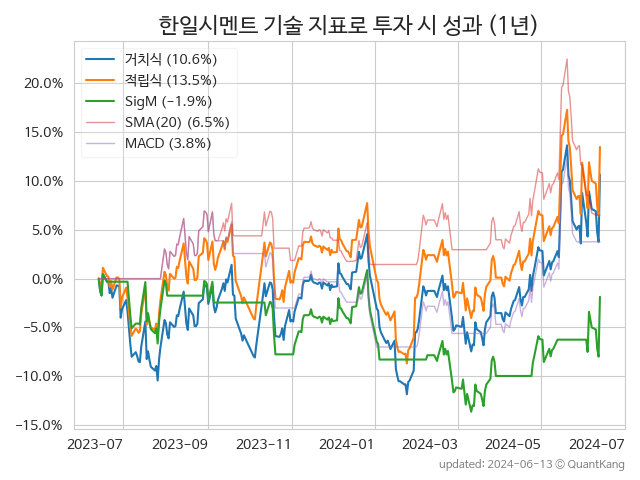 한일시멘트 기술 지표로 투자 시 성과 (1년)
거치식 (10.6%)
적립식 (13.5%)
SigM (−1.9%)
SMA(20) (6.5%)
MACD (3.8%)
20.0%
15.0%
10.0%
5.0%
0.0%
−5.0%
−10.0%
−15.0%
2023-07 2023-09 2023-11 2024-01 2024-03 2024-05 2024-07
updated: 2024-06-13 ⓒ QuantKang